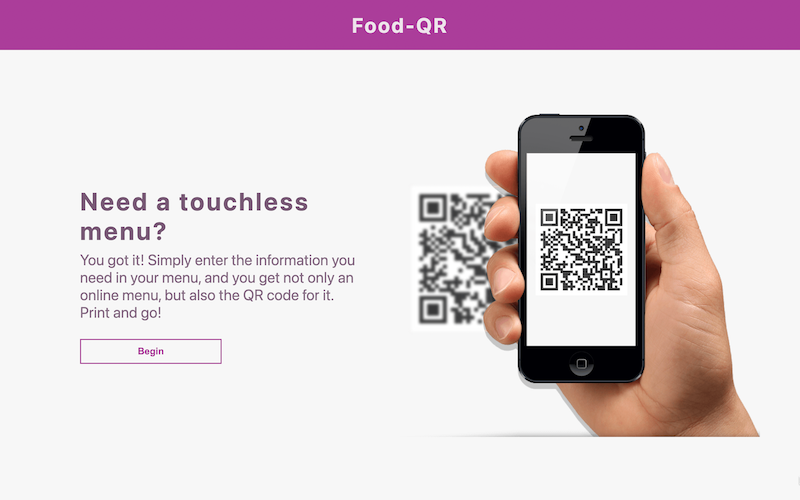 Food-QR
Need a touchless
menu?
You got it! Simply enter the information you
need in your menu, and you get not only an
online menu, but also the QR code for it.
Print and go!
Begin